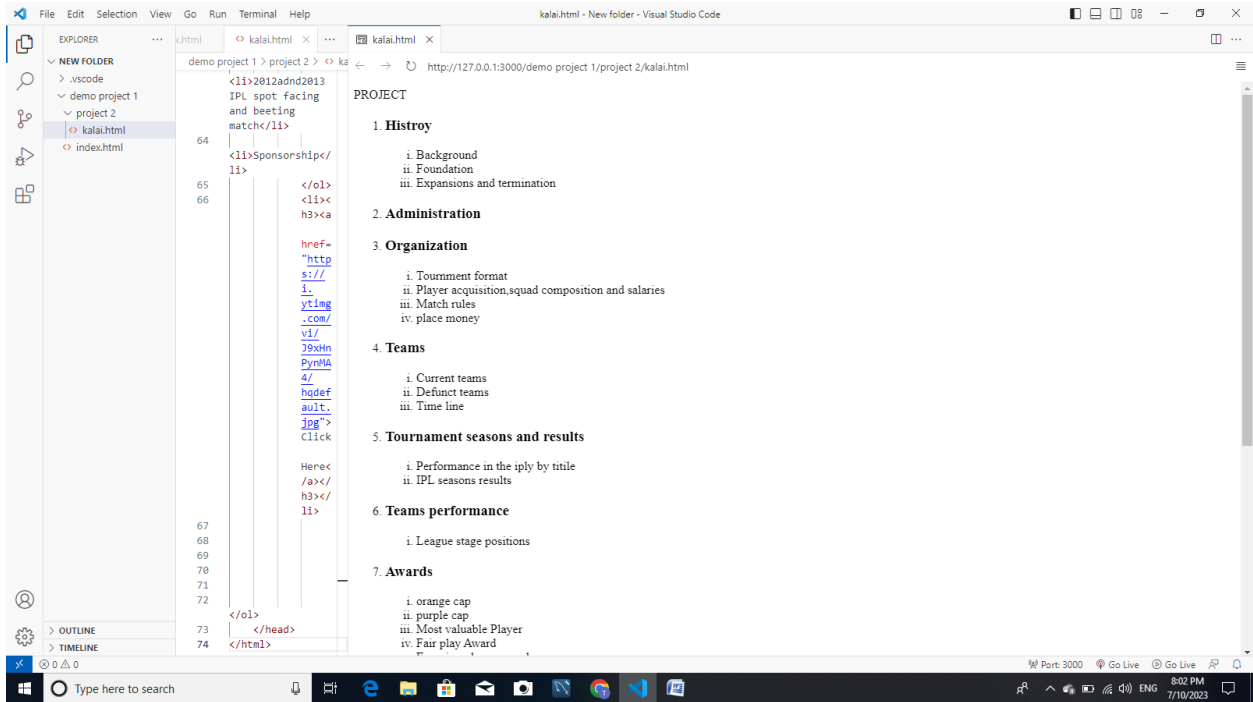 File Edit Selection View Go Run Terminal Help
kalai.html - New folder - Visual Studio Code
EXPLORER
NEW FOLDER
.vscode
demo project 1
project 2
kalai.html
index.html
OUTLINE
TIMELINE
x.html
kalai.html
demo project 1 > project 2 > ka
<li>2012adnd2013
IPL spot facing
and beeting
match</li>
64
<li>Sponsorship</
li>
65 </ol>
66 <li><
h3><a
href=
"http
s://
i.
ytimg
.com/
vi/
J9xHn
PynMA
4/
hqdef
ault.
jpg">
Click
Here<
/a></
h3></
li>
67
68
69
70
71
72
</ol>
73 </head>
74 </html>
kalai.html
http://127.0.0.1:3000/demo project 1/project 2/kalai.html
PROJECT
1. Histroy
i. Background
ii. Foundation
iii. Expansions and termination
2. Administration
3. Organization
i. Tournment format
ii. Player acquisition,squad composition and salaries
iii. Match rules
iv. place money
4. Teams
i. Current teams
ii. Defunct teams
iii. Time line
5. Tournament seasons and results
i. Performance in the iply by titile
ii. IPL seasons results
6. Teams performance
i. League stage positions
7. Awards
i. orange cap
ii. purple cap
iii. Most valuable Player
iv. Fair play Award
0 0
Port: 3000 Go Live Go Live
Type here to search
ENG
8:02 PM
7/10/2023